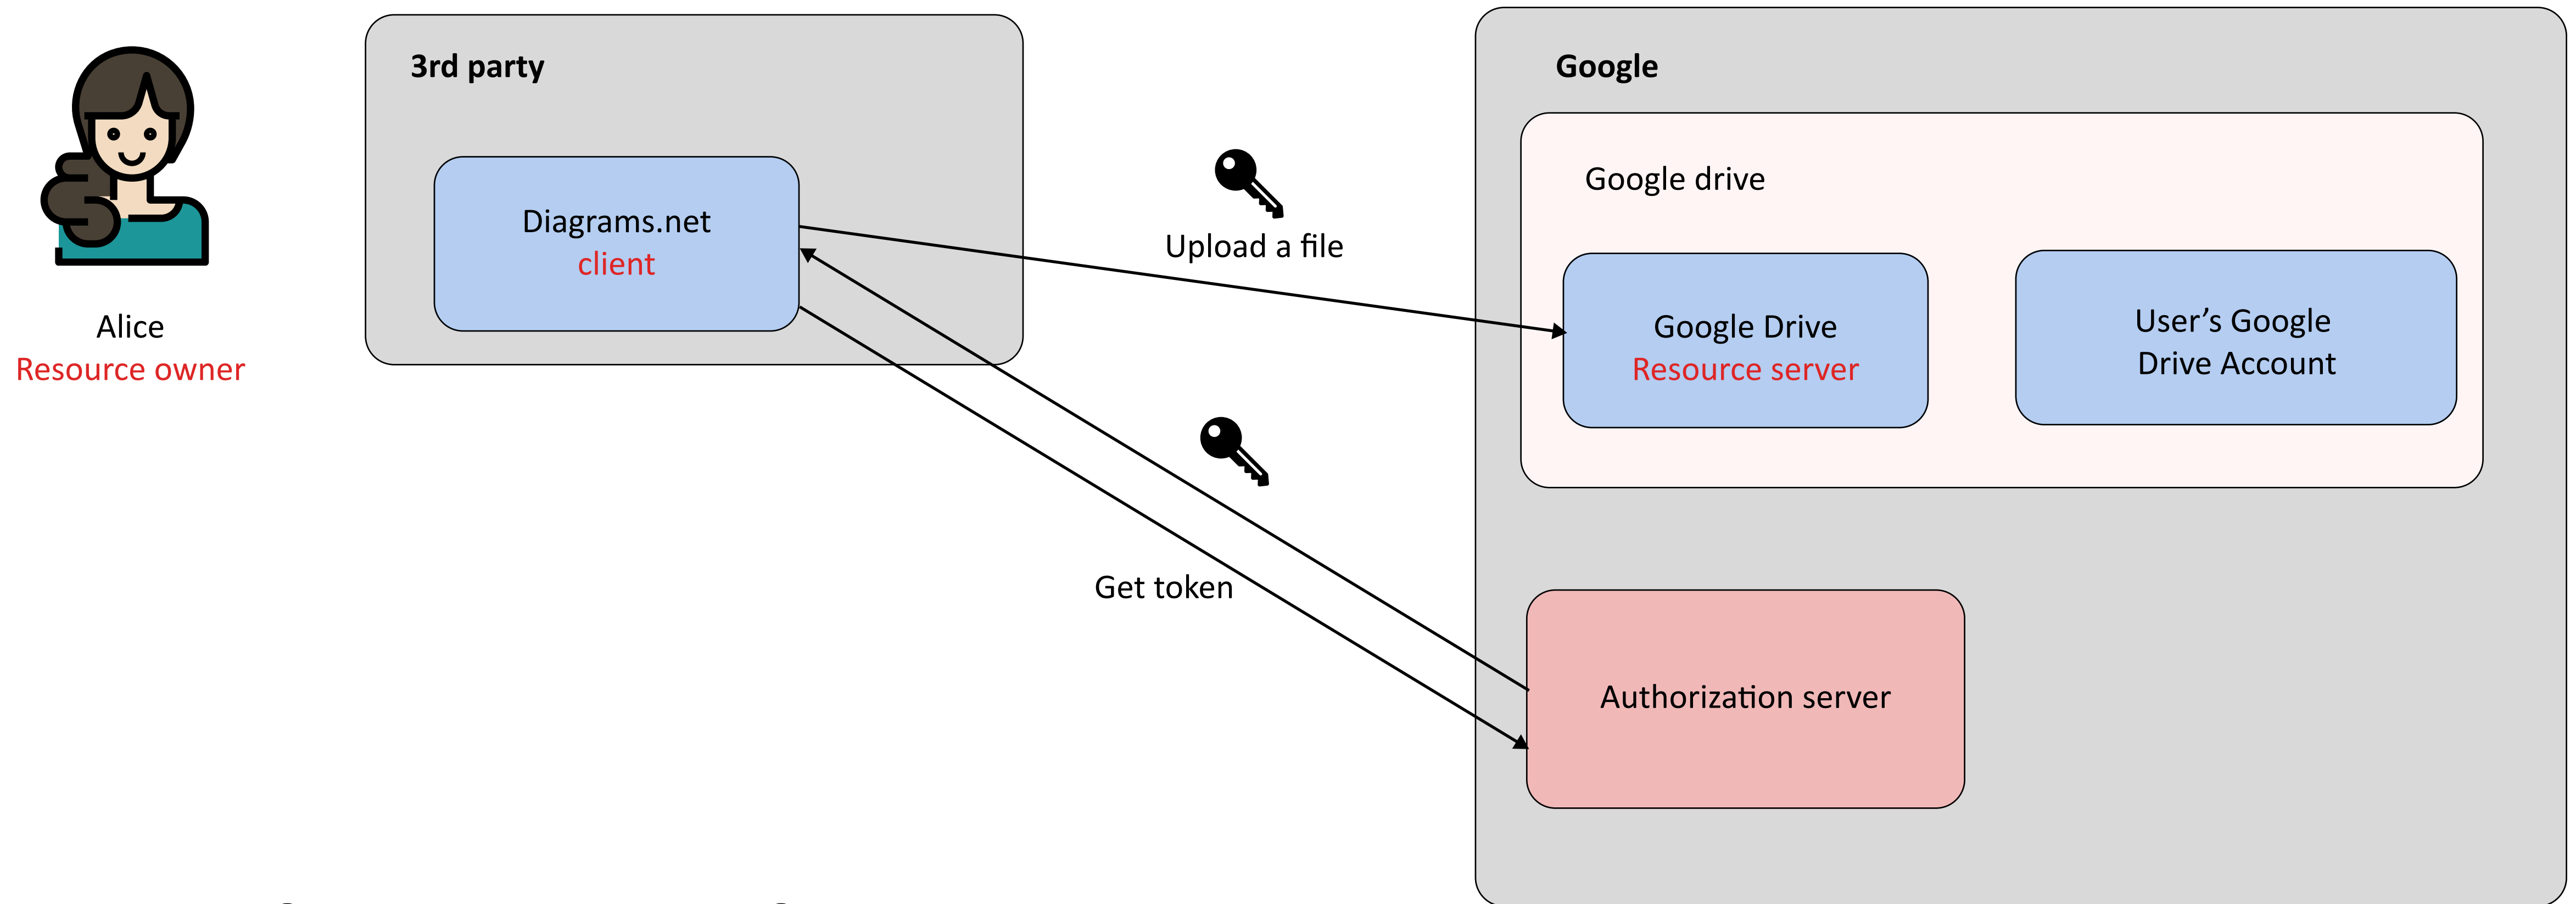 Alice
Resource owner
3rd party
Diagrams.net
client
Upload a file
Get token
Google
Google drive
Google Drive
Resource server
User’s Google
Drive Account
Authorization server